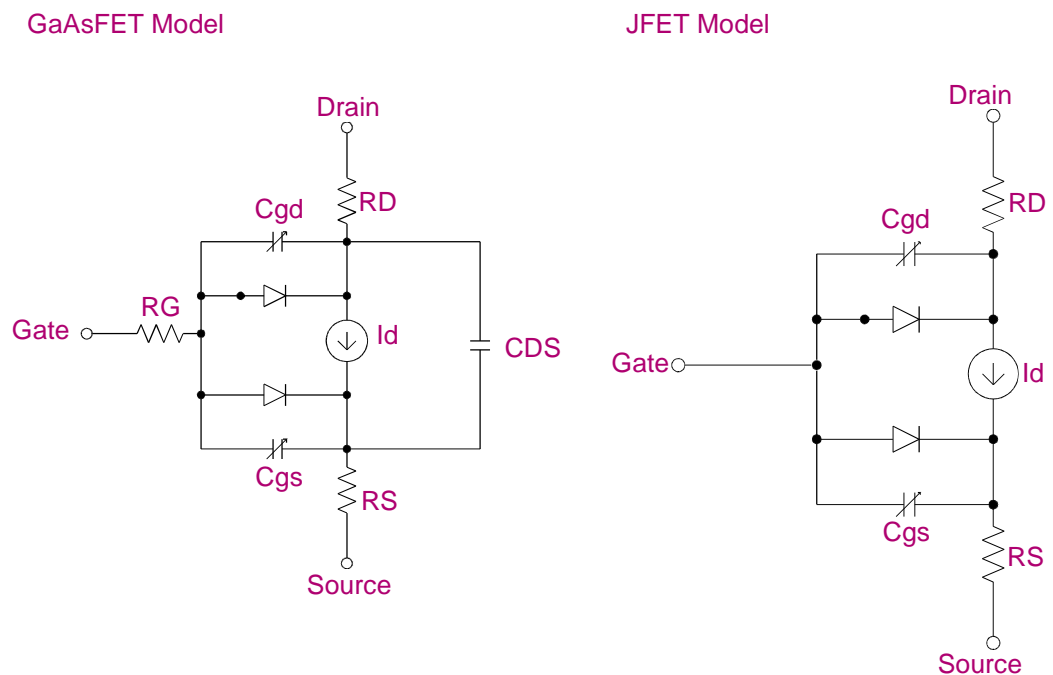 GaAsFET Model
Drain
RD
Cgd
RG
Gate
Id
CDS
Cgs
RS
Source
JFET Model
Drain
RD
Cgd
Gate
Id
Cgs
RS
Source